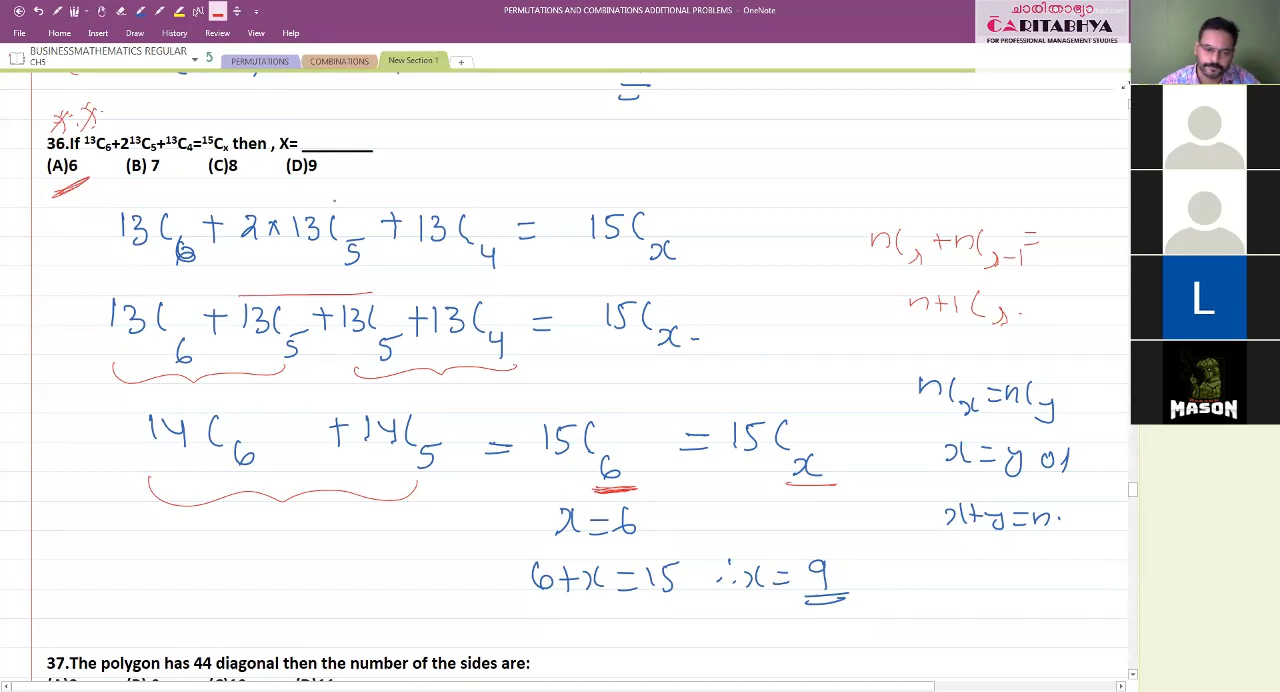 PERMUTATIONS AND COMBINATIONS ADDITIONAL PROBLEMS - OneNote
ചാരിതാഭ്യാ
CARITABHYA
FOR PROFESSIONAL MANAGEMENT STUDIES
File Home Insert Draw History Review View Help
BUSINESSMATHEMATICS REGULAR
CH5
PERMUTATIONS COMBINATIONS New Section 1 +
=
36.If ¹³C₆+2¹³C₅+¹³C₄=¹⁵Cₓ then , X= ________
(A)6 (B) 7 (C)8 (D)9
13C₆ + 2 × 13C₅ + 13C₄ = 15Cₓ
nCᵣ + nCᵣ₋₁ =
n+1Cᵣ.
13C₆ + 13C₅ + 13C₅ + 13C₄ = 15Cₓ
nCₓ = nCy
14C₆ + 14C₅ = 15C₆ = 15Cₓ
x = y or
x = 6
x+y = n.
6+x = 15 ∴x = 9
37.The polygon has 44 diagonal then the number of the sides are:
L
MASON